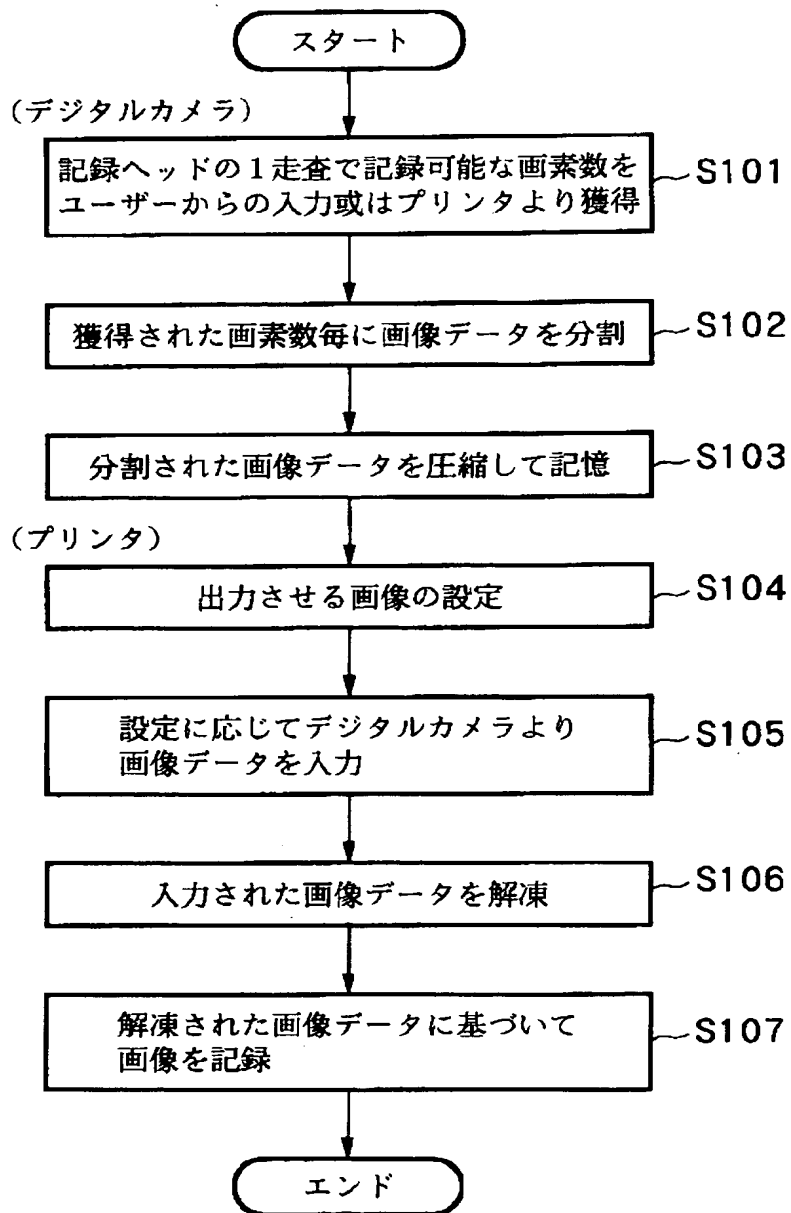 スタート
(デジタルカメラ)
記録ヘッドの1走査で記録可能な画素数を
ユーザーからの入力或はプリンタより獲得
S101
獲得された画素数毎に画像データを分割
S102
分割された画像データを圧縮して記憶
S103
(プリンタ)
出力させる画像の設定
S104
設定に応じてデジタルカメラより
画像データを入力
S105
入力された画像データを解凍
S106
解凍された画像データに基づいて
画像を記録
S107
エンド